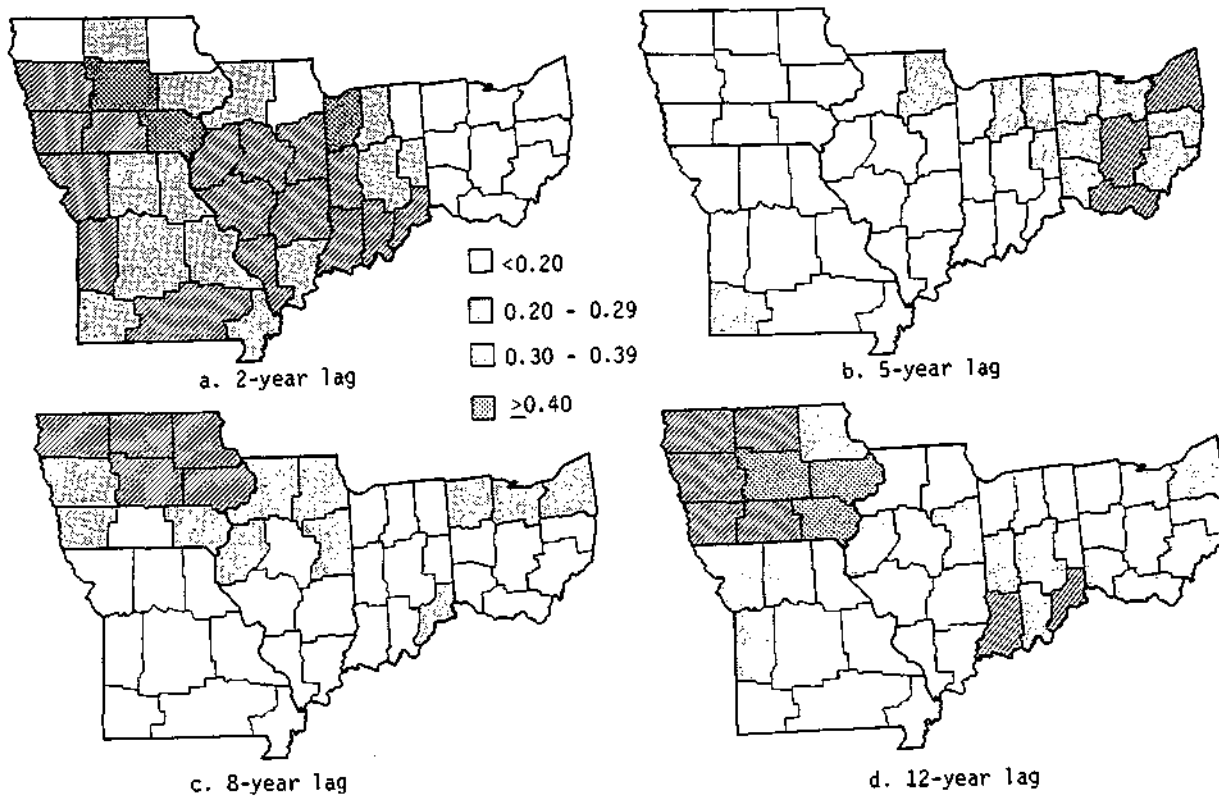 <0.20
0.20 - 0.29
0.30 - 0.39
≥0.40
a. 2-year lag
b. 5-year lag
c. 8-year lag
d. 12-year lag